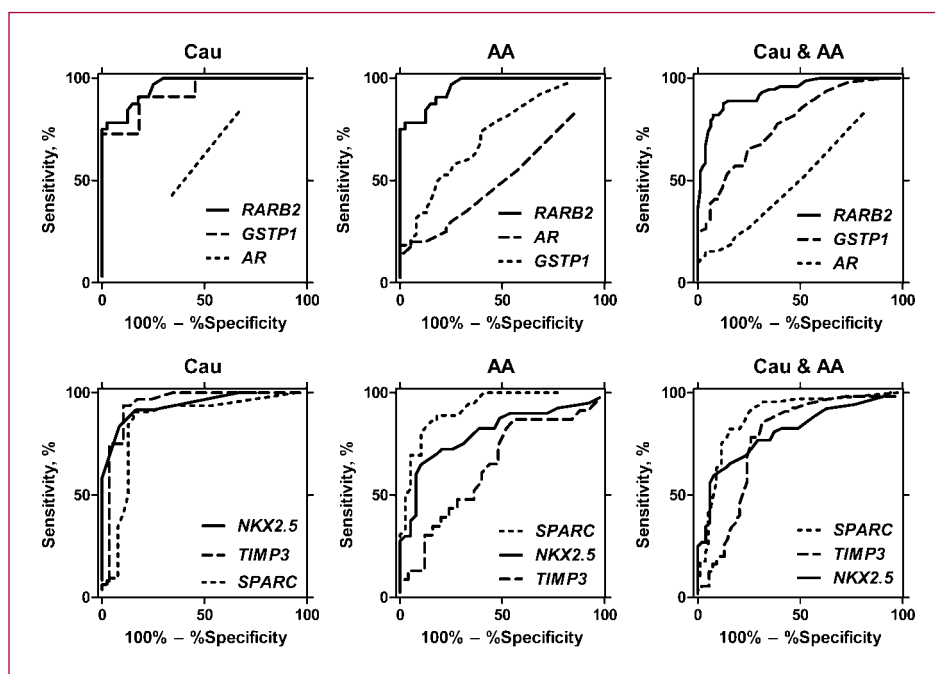 Cau
Sensitivity, %
100
50
0
0 50 100
100% – %Specificity
RARB2
GSTP1
AR
AA
Sensitivity, %
100
50
0
0 50 100
100% – %Specificity
RARB2
AR
GSTP1
Cau & AA
Sensitivity, %
100
50
0
0 50 100
100% – %Specificity
RARB2
GSTP1
AR
Cau
Sensitivity, %
100
50
0
0 50 100
100% – %Specificity
NKX2.5
TIMP3
SPARC
AA
Sensitivity, %
100
50
0
0 50 100
100% – %Specificity
SPARC
NKX2.5
TIMP3
Cau & AA
Sensitivity, %
100
50
0
0 50 100
100% – %Specificity
SPARC
TIMP3
NKX2.5